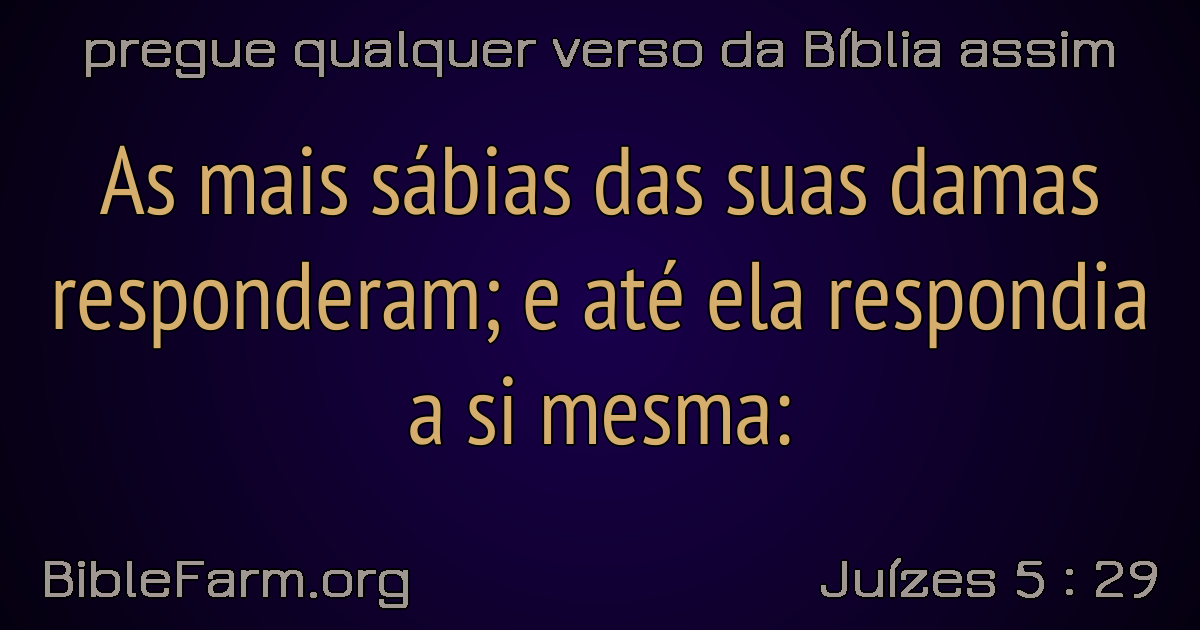 pregue qualquer verso da Bíblia assim
As mais sábias das suas damas
responderam; e até ela respondia
a si mesma:
BibleFarm.org
Juízes 5 : 29